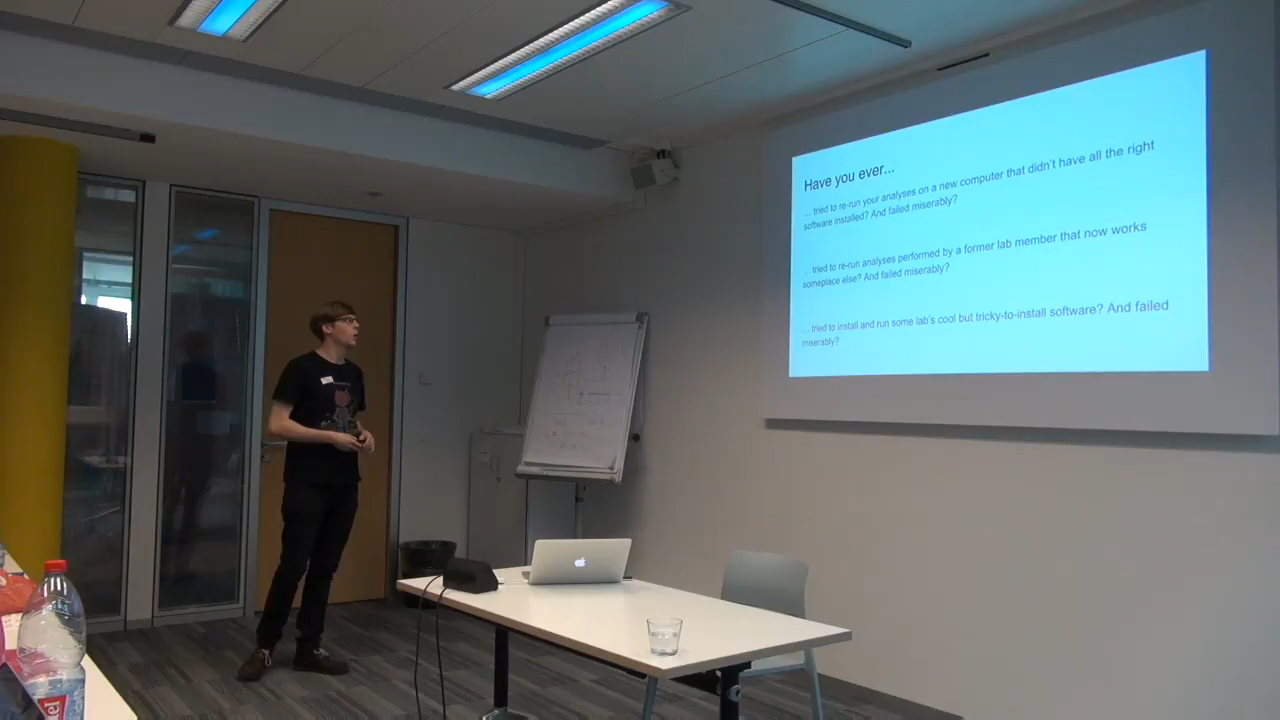 Have you ever...
... tried to re-run your analyses on a new computer that didn't have all the right
software installed? And failed miserably?
... tried to re-run analyses performed by a former lab member that now works
someplace else? And failed miserably?
... tried to install and run some lab's cool but tricky-to-install software? And failed
miserably?